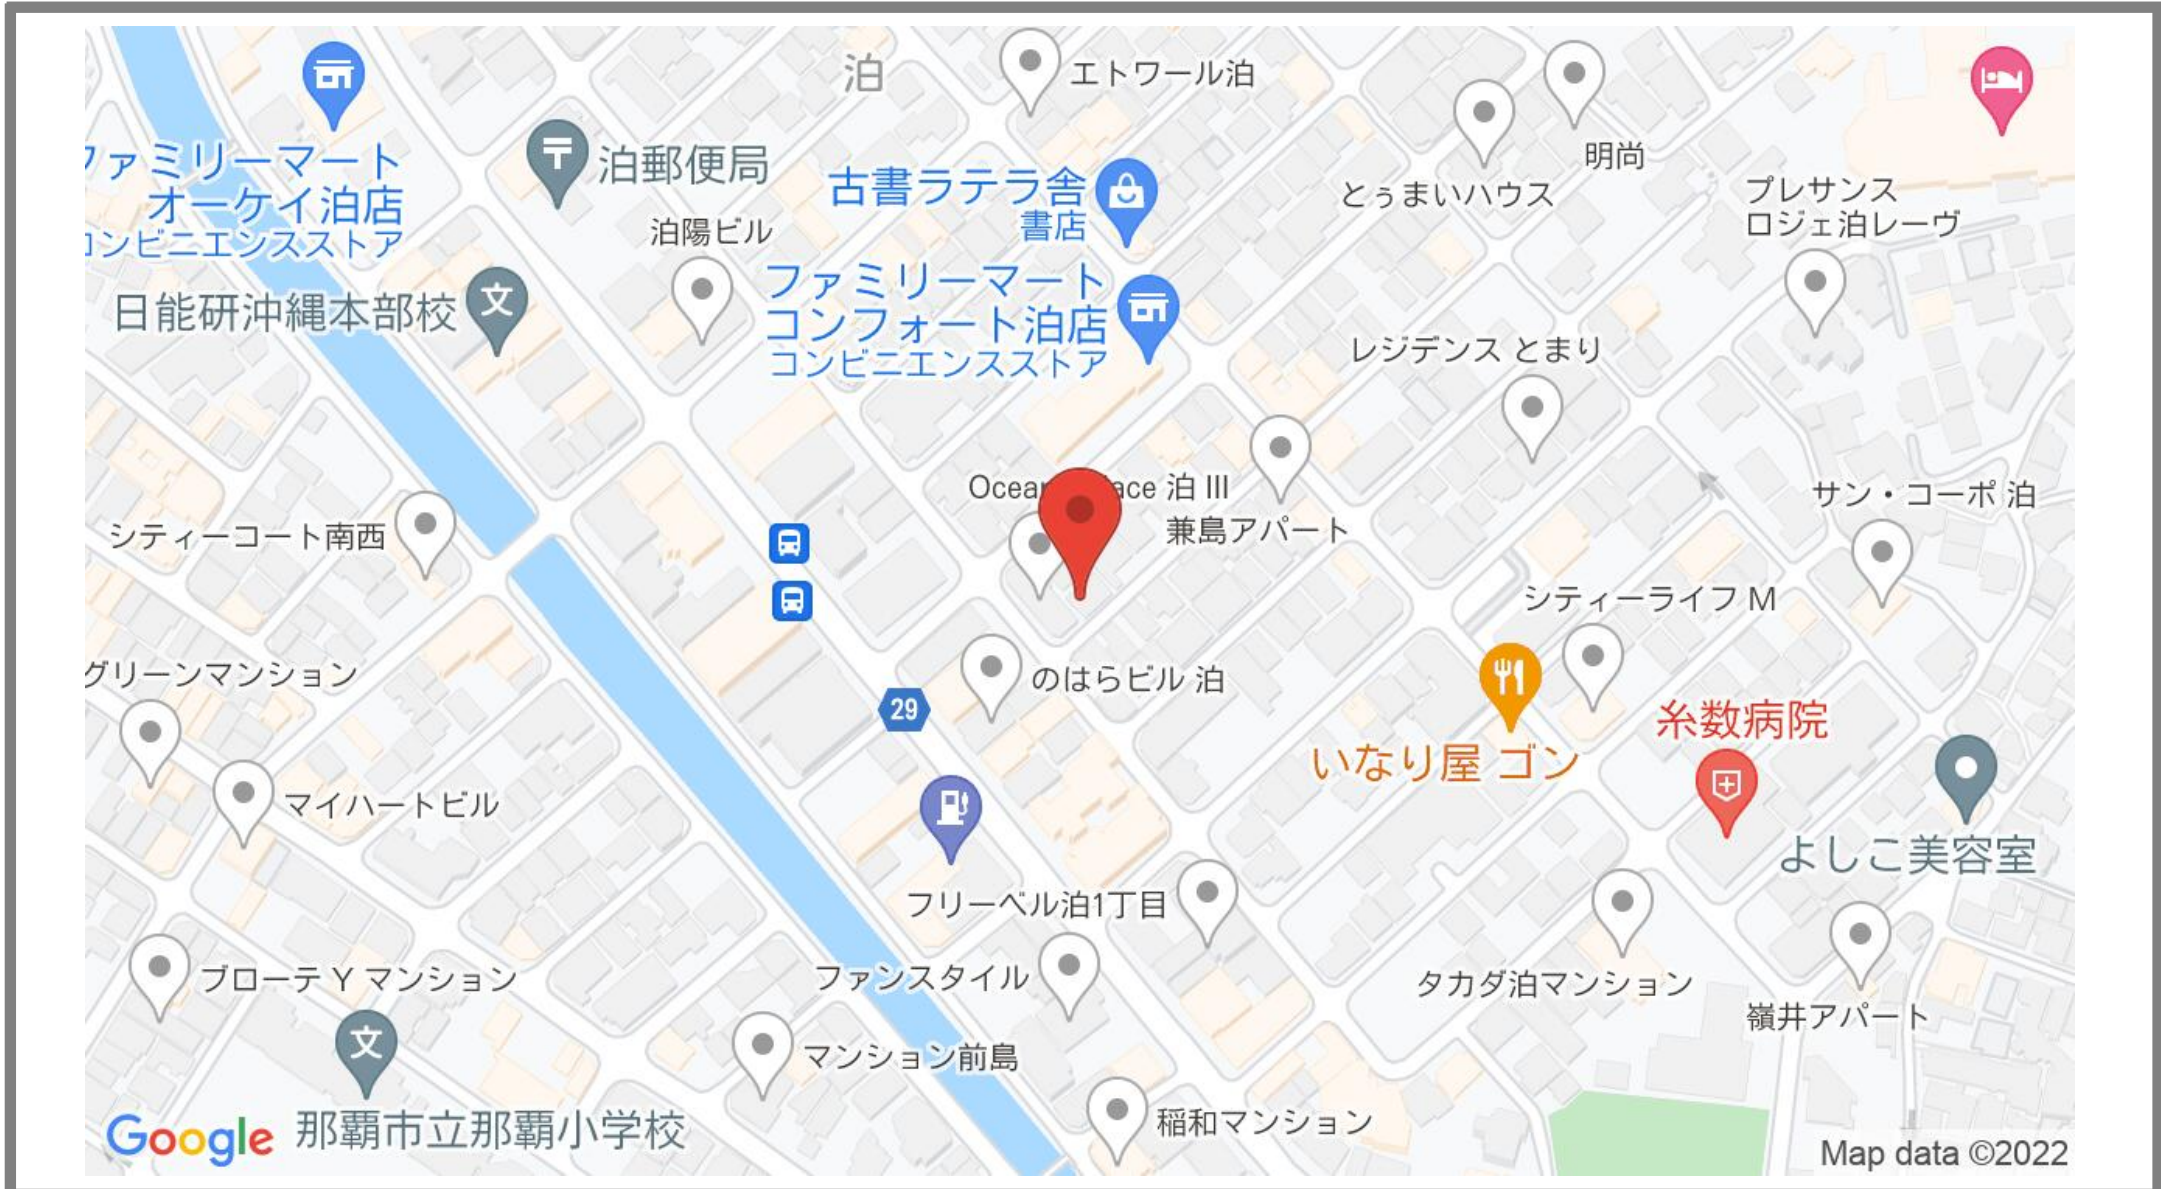 泊
エトワール泊
ファミリーマート
オーケイ泊店
コンビニエンスストア
泊郵便局
泊陽ビル
古書ラテラ舎
書店
とぅまいハウス
明尚
プレサンス
ロジェ泊レーヴ
日能研沖縄本部校
文
ファミリーマート
コンフォート泊店
コンビニエンスストア
レジデンス とまり
泊 III
兼島アパート
サン・コーポ 泊
シティーコート南西
シティーライフ M
グリーンマンション
のはらビル 泊
29
いなり屋 ゴン
糸数病院
マイハートビル
よしこ美容室
フリーベル泊1丁目
ブローテ Y マンション
ファンスタイル
タカダ泊マンション
嶺井アパート
文
マンション前島
那覇市立那覇小学校
稲和マンション
Google
Map data ©2022